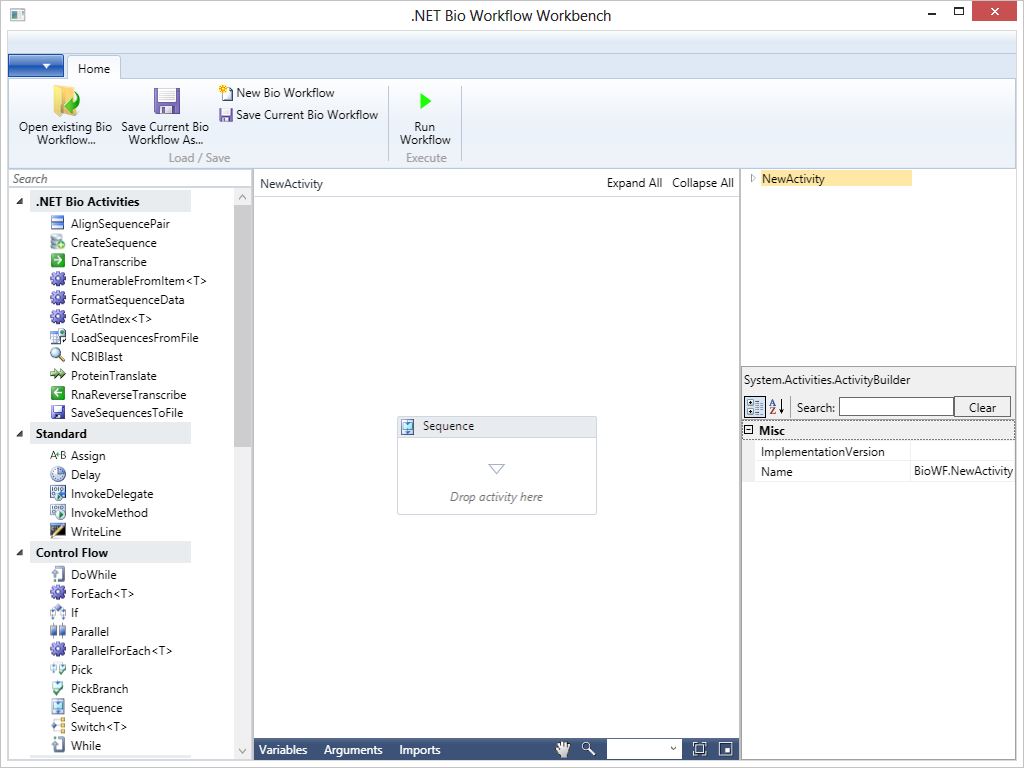 .NET Bio Workflow Workbench
Home
Open existing Bio
Workflow...
Save Current Bio
Workflow As...
New Bio Workflow
Save Current Bio Workflow
Load / Save
Run
Workflow
Execute
Search
.NET Bio Activities
AlignSequencePair
CreateSequence
DnaTranscribe
EnumerableFromItem<T>
FormatSequenceData
GetAtIndex<T>
LoadSequencesFromFile
NCBIBlast
ProteinTranslate
RnaReverseTranscribe
SaveSequencesToFile
Standard
A+B Assign
Delay
InvokeDelegate
InvokeMethod
WriteLine
Control Flow
DoWhile
ForEach<T>
If
Parallel
ParallelForEach<T>
Pick
PickBranch
Sequence
Switch<T>
While
NewActivity
Expand All Collapse All
Sequence
Drop activity here
Variables Arguments Imports
NewActivity
System.Activities.ActivityBuilder
Search: Clear
Misc
ImplementationVersion
Name BioWF.NewActivity